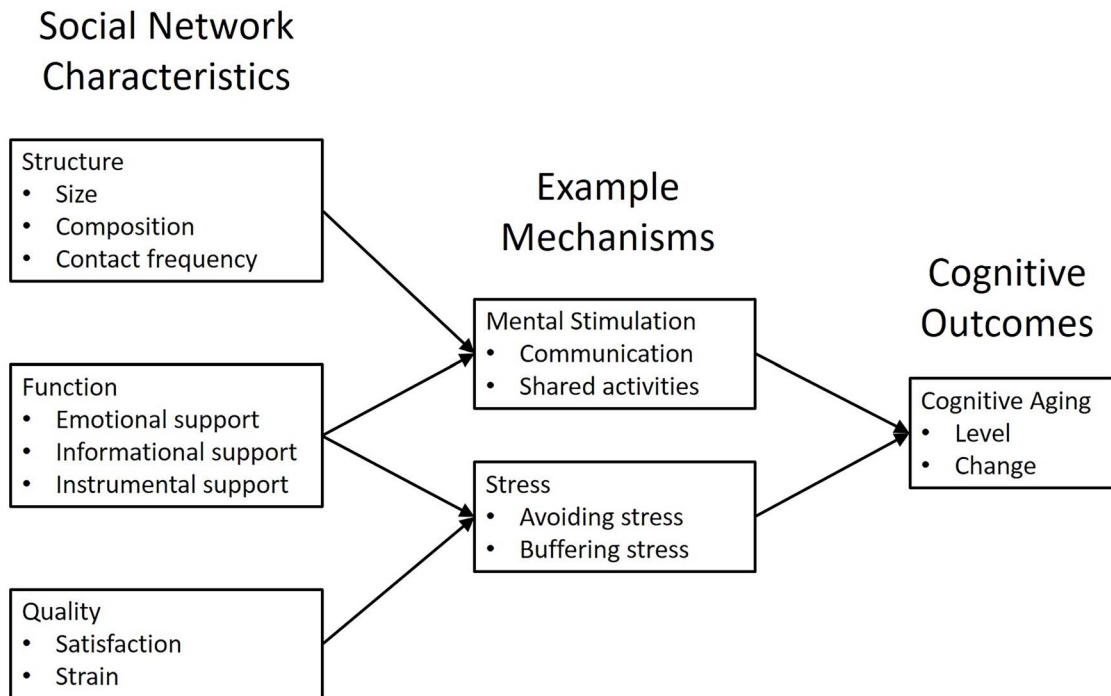 Social Network
Characteristics
Structure
• Size
• Composition
• Contact frequency
Function
• Emotional support
• Informational support
• Instrumental support
Quality
• Satisfaction
• Strain
Example
Mechanisms
Mental Stimulation
• Communication
• Shared activities
Stress
• Avoiding stress
• Buffering stress
Cognitive
Outcomes
Cognitive Aging
• Level
• Change